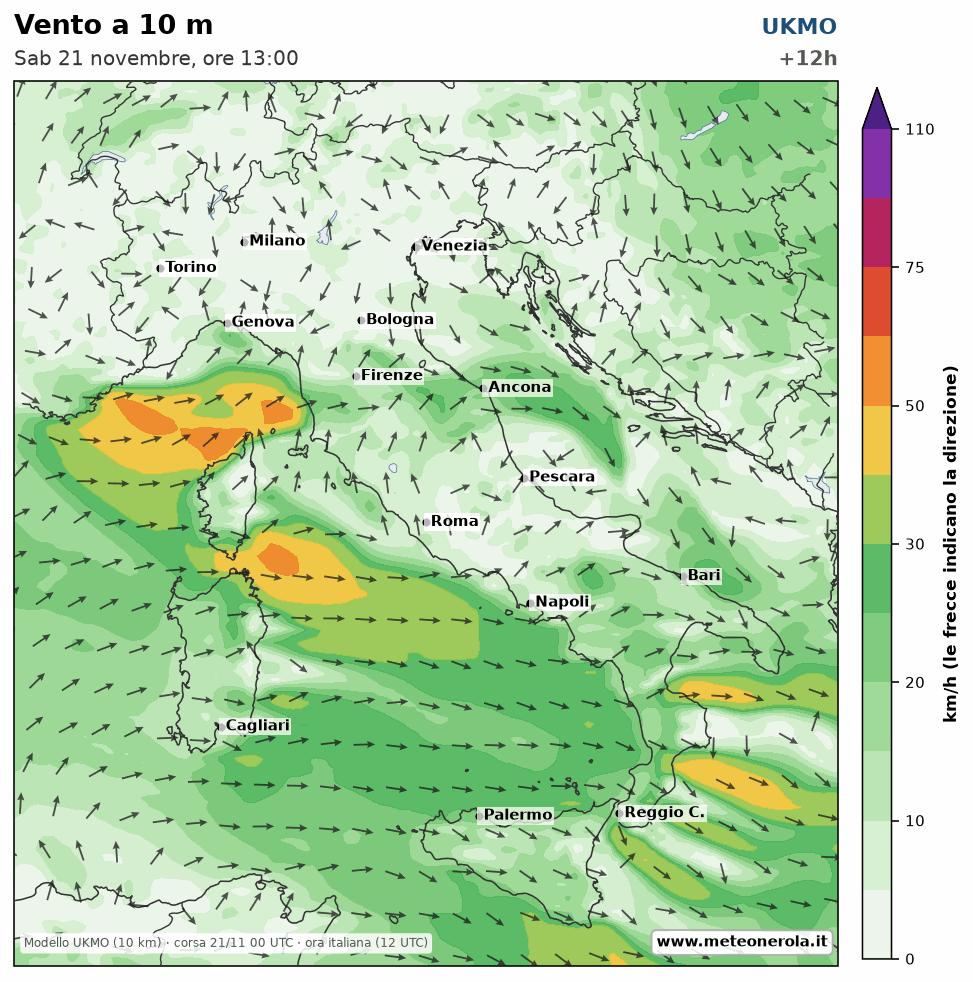 Vento a 10 m
UKMO
Sab 21 novembre, ore 13:00
+12h
110
75
50
30
20
10
0
km/h (le frecce indicano la direzione)
Milano
Venezia
Torino
Genova
Bologna
Firenze
Ancona
Pescara
Roma
Bari
Napoli
Cagliari
Palermo
Reggio C.
Modello UKMO (10 km) · corsa 21/11 00 UTC · ora italiana (12 UTC)
www.meteonerola.it